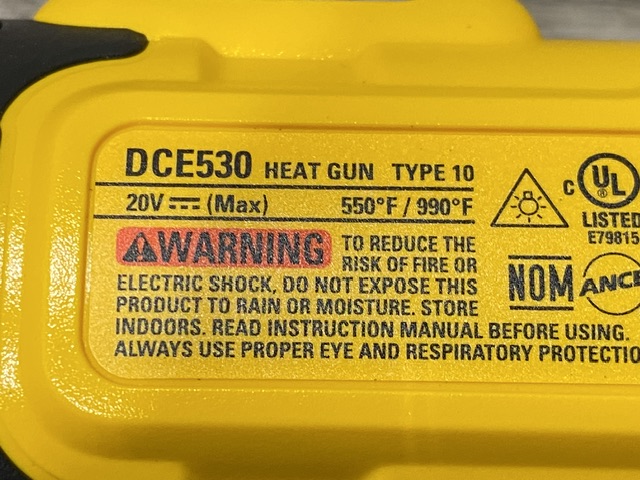 DCE530 HEAT GUN TYPE 10
20V ⎓ (Max) 550°F / 990°F
WARNING TO REDUCE THE
RISK OF FIRE OR
ELECTRIC SHOCK, DO NOT EXPOSE THIS
PRODUCT TO RAIN OR MOISTURE. STORE
INDOORS. READ INSTRUCTION MANUAL BEFORE USING.
ALWAYS USE PROPER EYE AND RESPIRATORY PROTECTIO
C UL ®
LISTED
E79815
NOM ANCE